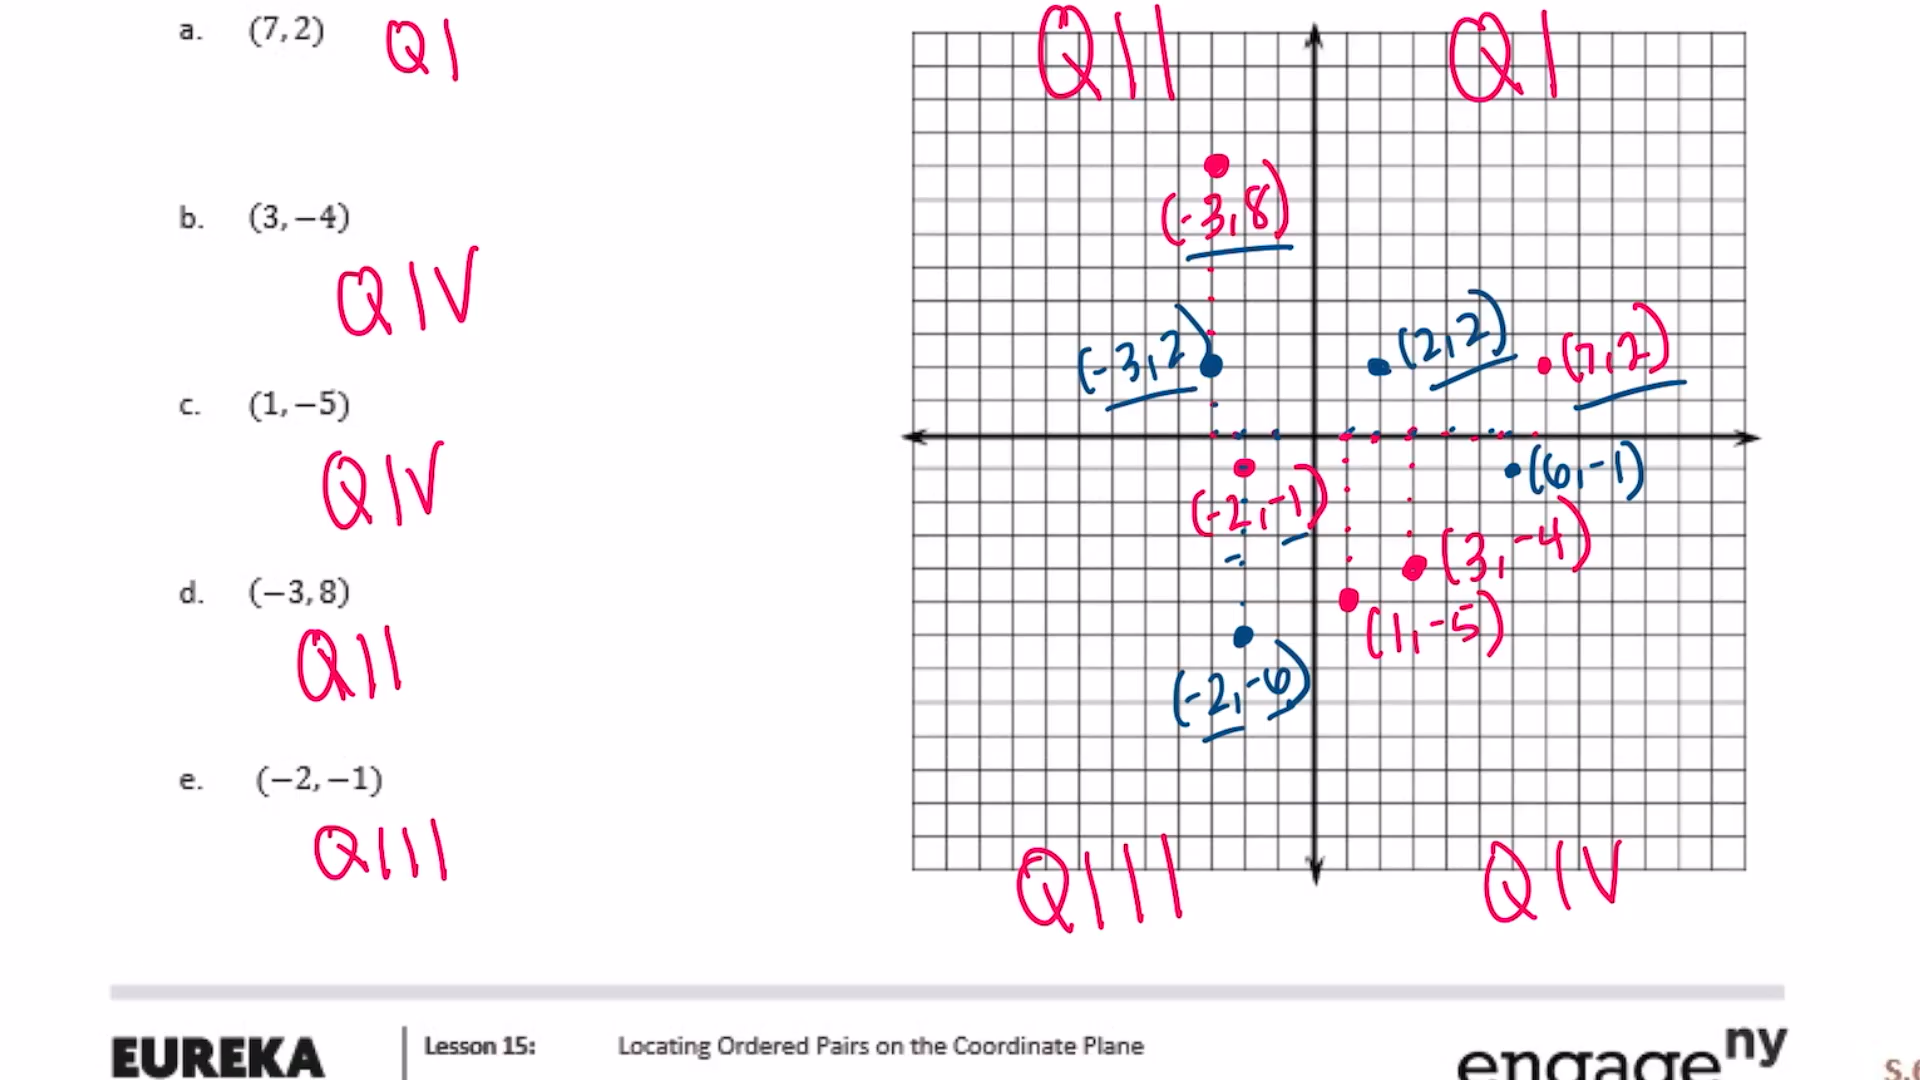 a. (7, 2) QI
b. (3, −4)
QIV
c. (1, −5)
QIV
d. (−3, 8)
QII
e. (−2, −1)
QIII
QII QI
(-3,8)
(-3,2) (2,2) (7,2)
(6,-1)
(-2,-1)
(3,-4)
(1,-5)
(-2,-6)
QIII QIV
EUREKA Lesson 15: Locating Ordered Pairs on the Coordinate Plane engage ny